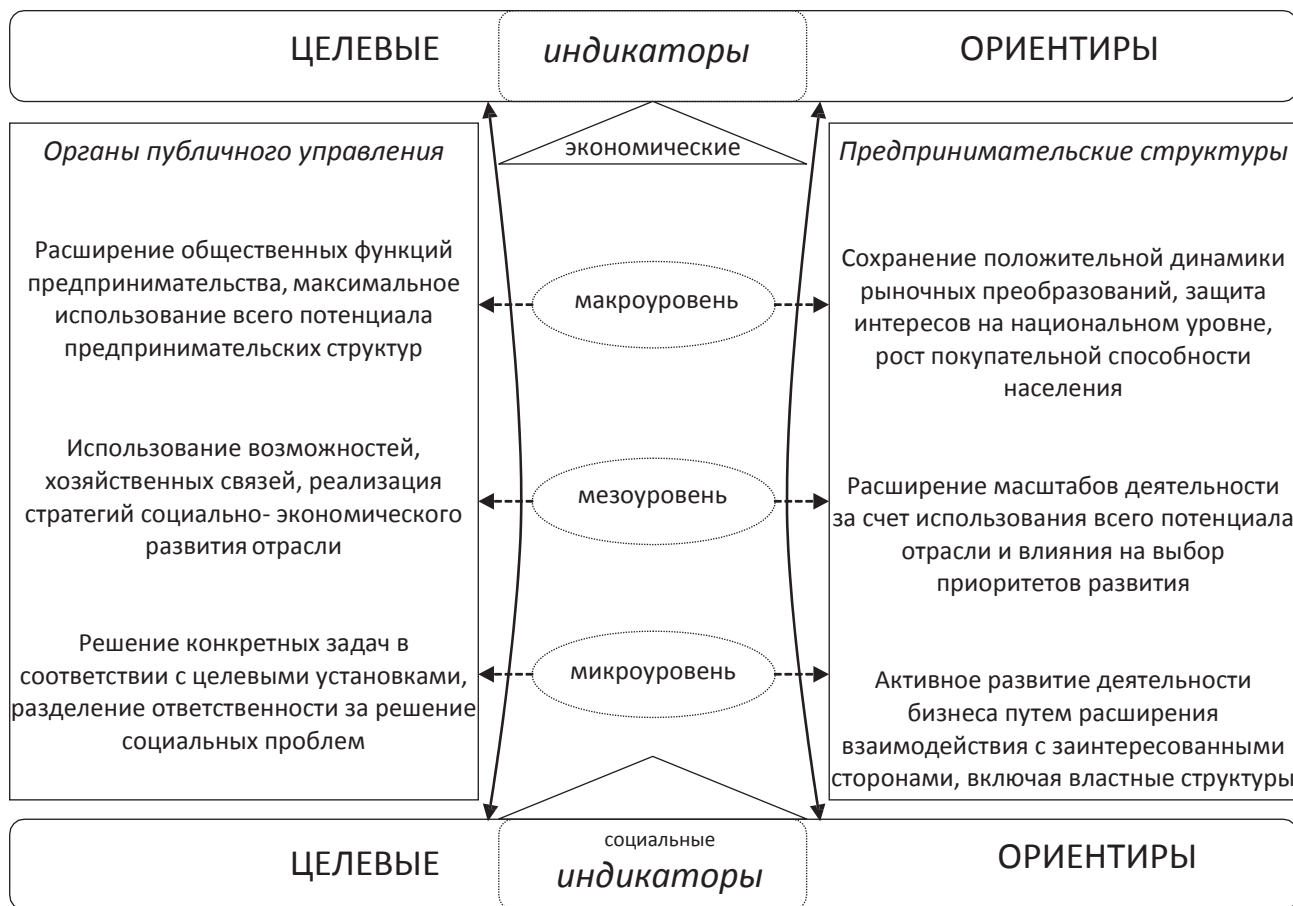 ЦЕЛЕВЫЕ индикаторы ОРИЕНТИРЫ
экономические
Органы публичного управления
Расширение общественных функций
предпринимательства, максимальное
использование всего потенциала
предпринимательских структур
Использование возможностей,
хозяйственных связей, реализация
стратегий социально- экономического
развития отрасли
Решение конкретных задач в
соответствии с целевыми установками,
разделение ответственности за решение
социальных проблем
макроуровень
мезоуровень
микроуровень
Предпринимательские структуры
Сохранение положительной динамики
рыночных преобразований, защита
интересов на национальном уровне,
рост покупательной способности
населения
Расширение масштабов деятельности
за счет использования всего потенциала
отрасли и влияния на выбор
приоритетов развития
Активное развитие деятельности
бизнеса путем расширения
взаимодействия с заинтересованными
сторонами, включая властные структуры
социальные
ЦЕЛЕВЫЕ индикаторы ОРИЕНТИРЫ